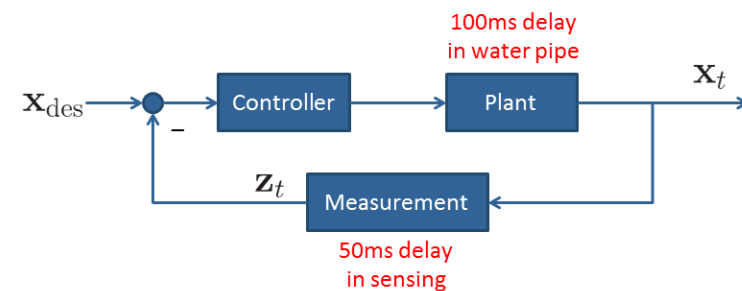 100ms delay
in water pipe
x_des
Controller
Plant
x_t
–
z_t
Measurement
50ms delay
in sensing